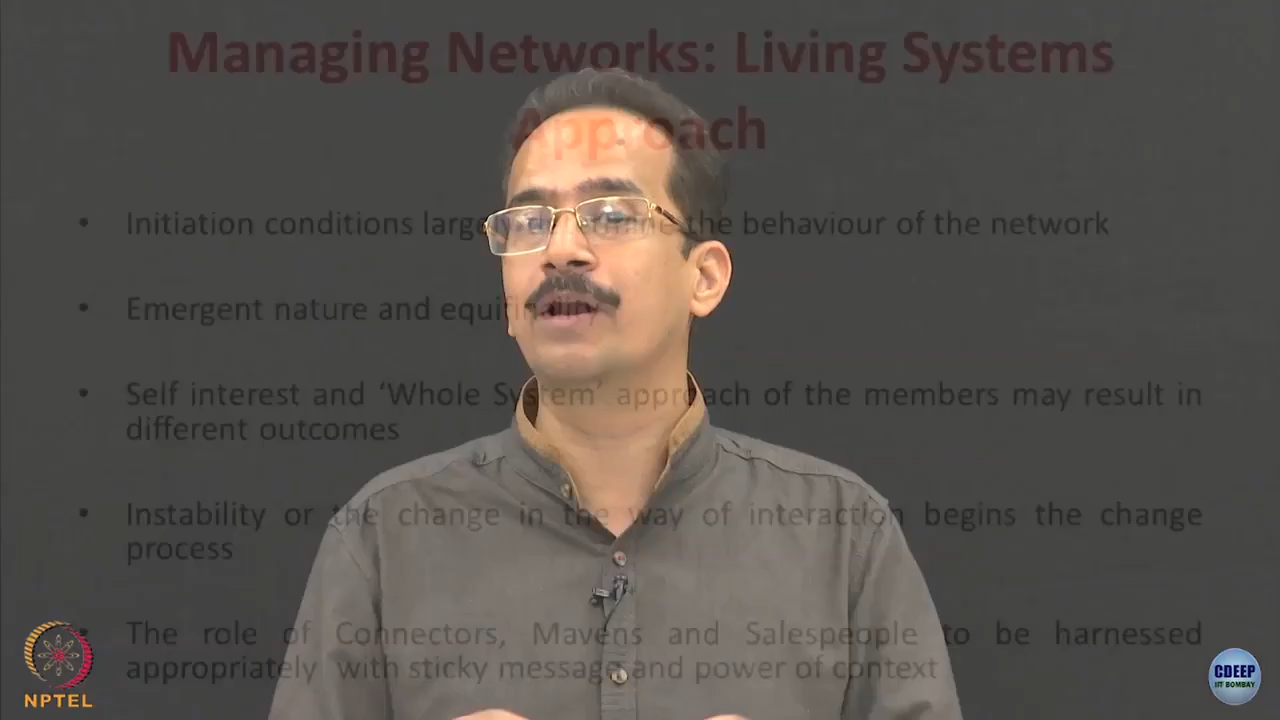 Managing Networks: Living Systems
Approach
• Initiation conditions the behaviour of the network
• Emergent nature and
• Self interest and ‘Whole System’ approach of the members may result in
different outcomes
• Instability or the change in the way of interaction begins the change
process
• The role of Connectors, Mavens and Salespeople to be harnessed
appropriately with sticky message and power of context
NPTEL
CDEEP
IIT BOMBAY